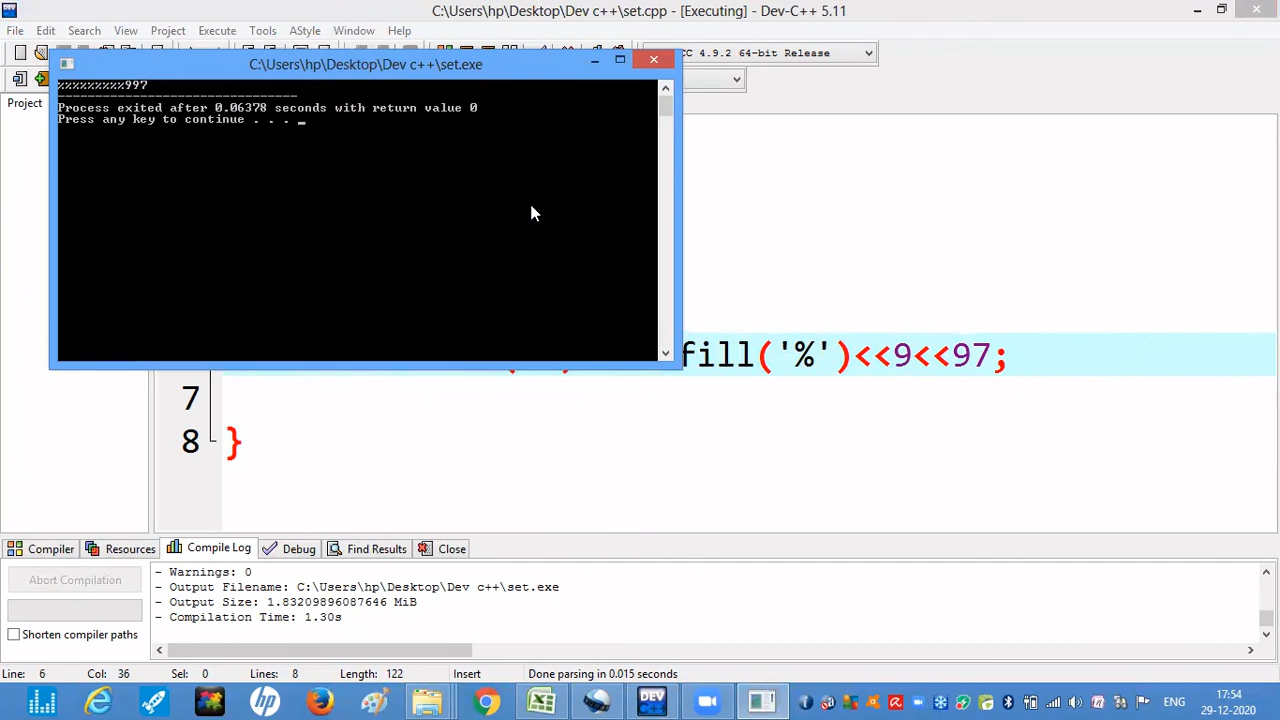 C:\Users\hp\Desktop\Dev c++\set.cpp - [Executing] - Dev-C++ 5.11
File Edit View Project Execute Tools AStyle Window Help
CC 4.9.2 64-bit Release
C:\Users\hp\Desktop\Dev c++\set.exe
%%%%%%%%%997
--------------------------------
Process exited after 0.06378 seconds with return value 0
Press any key to continue . . . _
Project
fill('%')<<9<<97;
7
8 }
Compiler Resources Compile Log Debug Find Results Close
Abort Compilation
Shorten compiler paths
- Warnings: 0
- Output Filename: C:\Users\hp\Desktop\Dev c++\set.exe
- Output Size: 1.83209896087646 MiB
- Compilation Time: 1.30s
Line: 6 Col: 36 Sel: 0 Lines: 8 Length: 122 Insert Done parsing in 0.015 seconds
DEV
ENG
17:54
29-12-2020